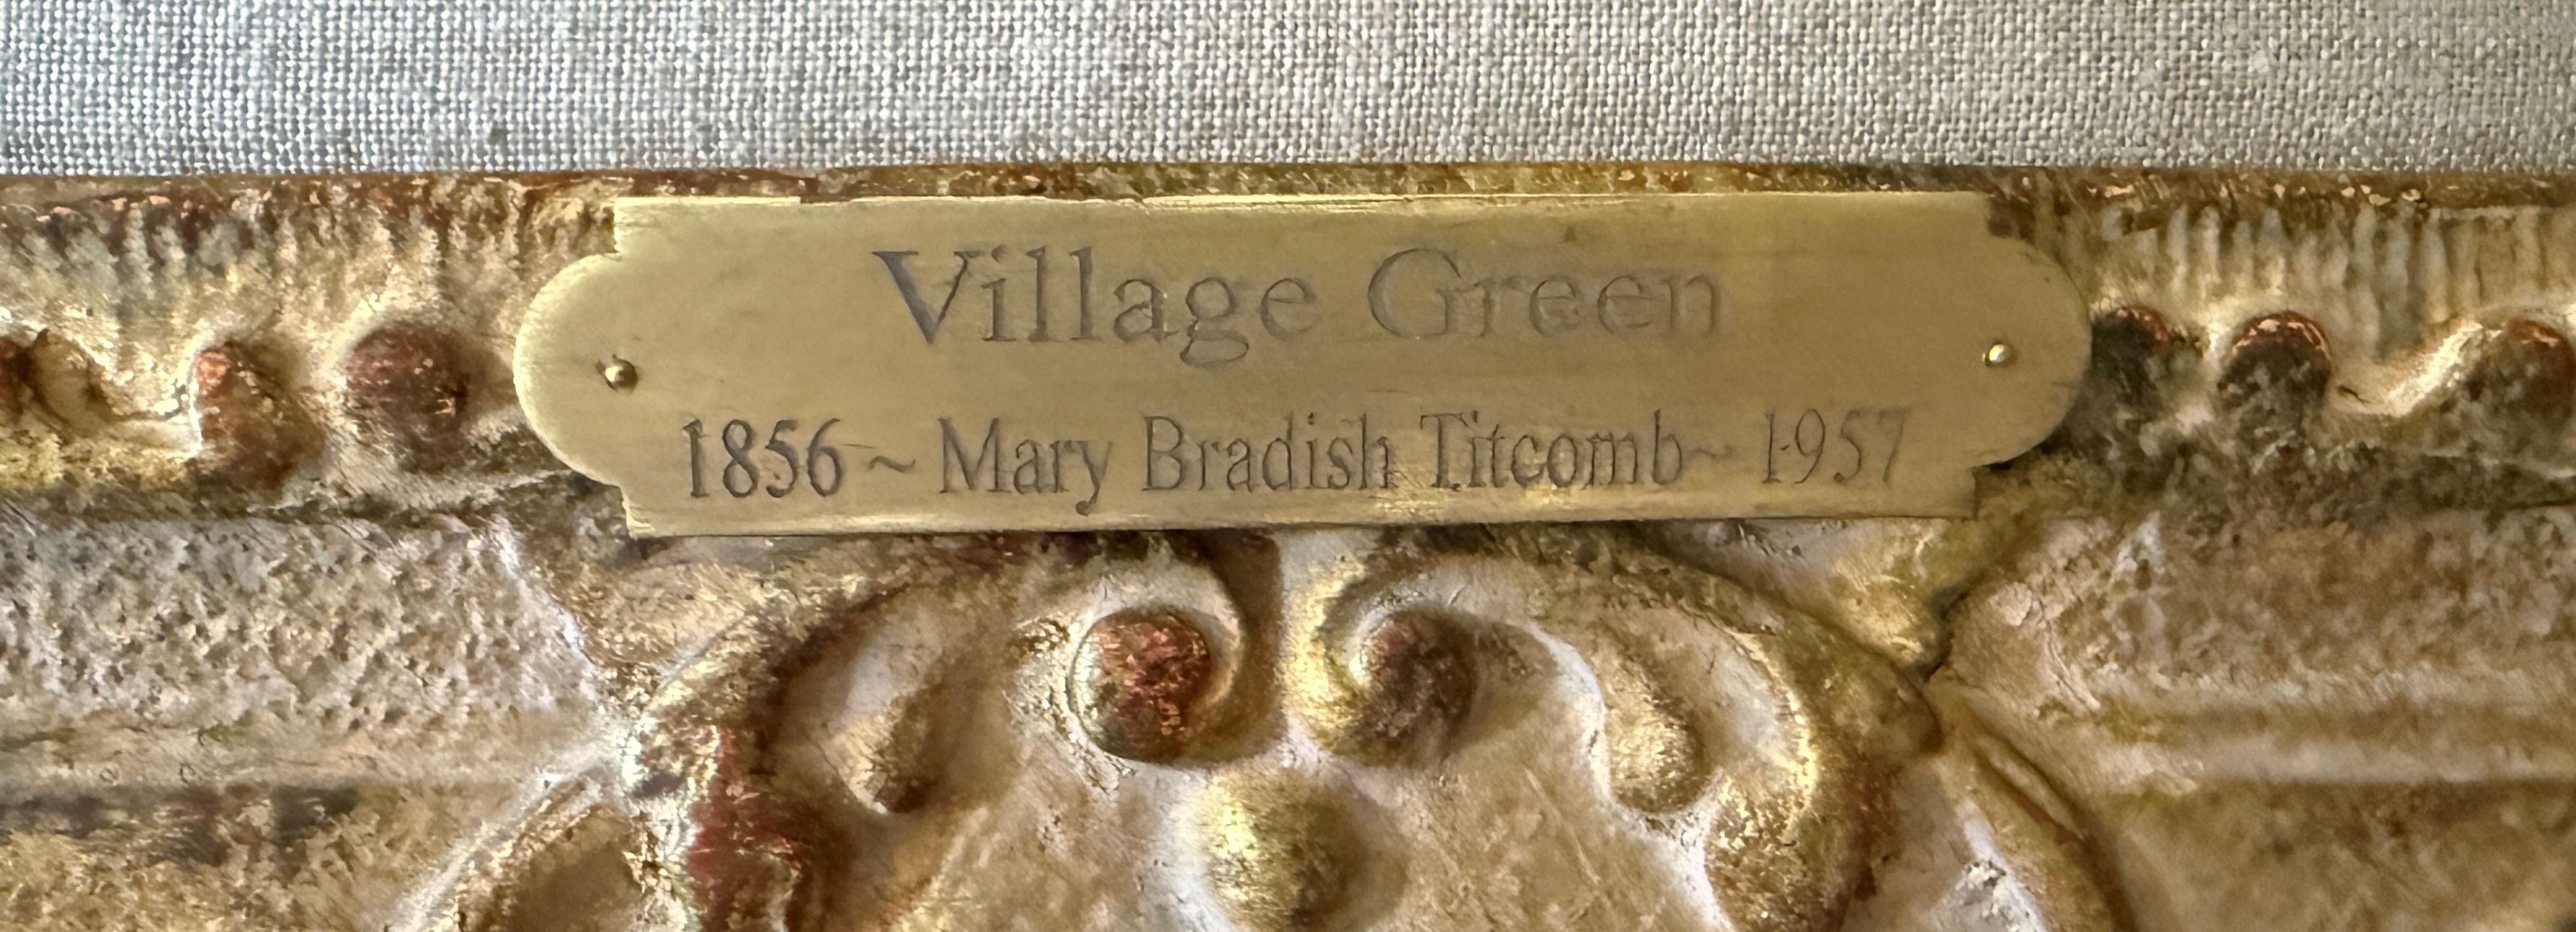 Village Green
1856 ~ Mary Bradish Titcomb ~ 1957